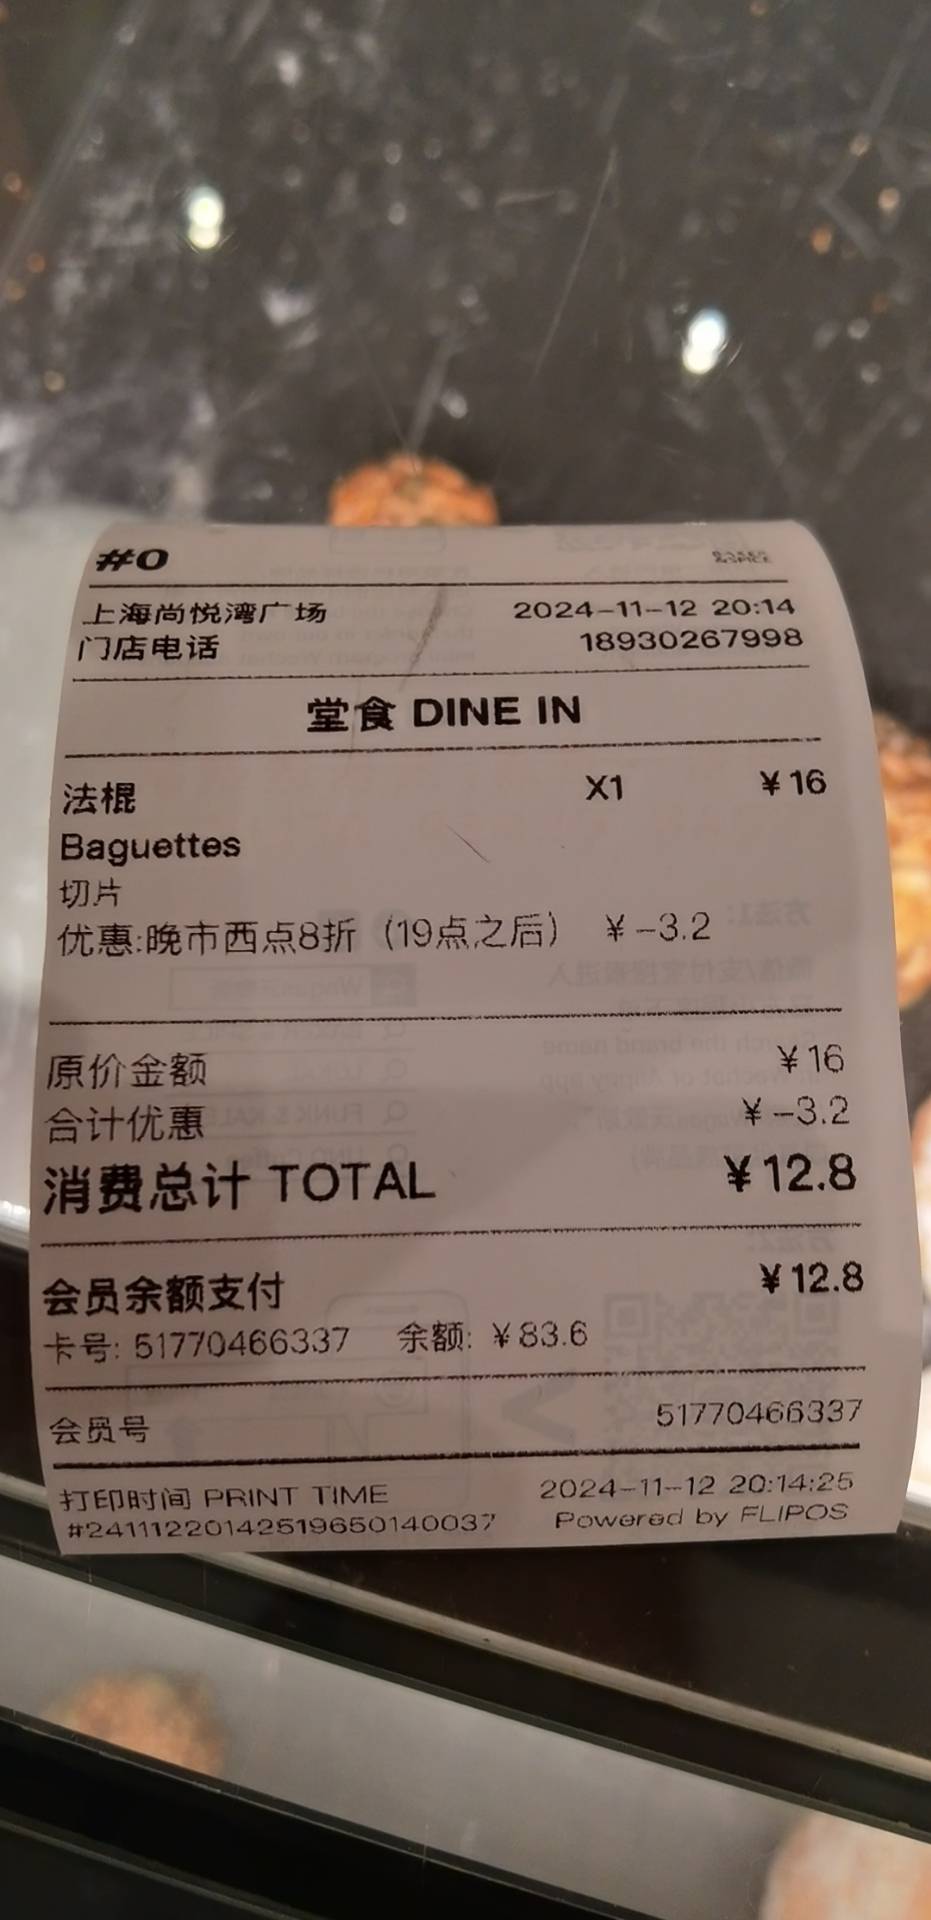 #0
BAKER
&SPICE
上海尚悦湾广场 2024-11-12 20:14
门店电话 18930267998
堂食 DINE IN
法棍 X1 ¥16
Baguettes
切片
优惠:晚市西点8折（19点之后） ¥-3.2
原价金额 ¥16
合计优惠 ¥-3.2
消费总计 TOTAL ¥12.8
会员余额支付 ¥12.8
卡号: 51770466337 余额: ¥83.6
会员号 51770466337
打印时间 PRINT TIME 2024-11-12 20:14:25
#241112201425196501400​37 Powered by FLIPOS